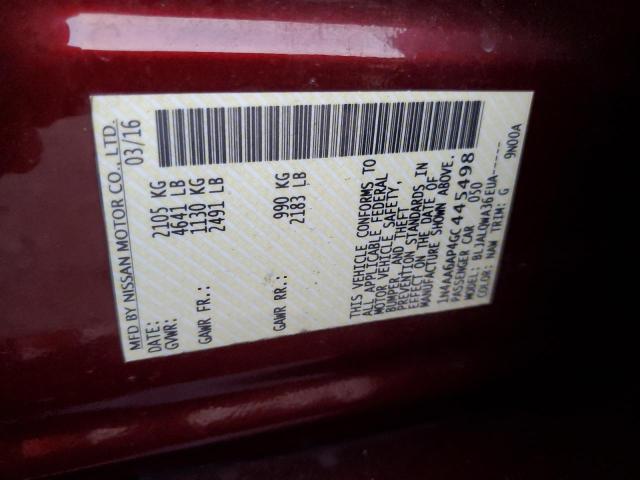 MFD BY NISSAN MOTOR CO., LTD.
DATE: 03/16
GVWR: 2105 KG
4641 LB
GAWR FR.: 1130 KG
2491 LB
GAWR RR.: 990 KG
2183 LB
THIS VEHICLE CONFORMS TO
ALL APPLICABLE FEDERAL
MOTOR VEHICLE SAFETY,
BUMPER, AND THEFT
PREVENTION STANDARDS IN
EFFECT ON THE DATE OF
MANUFACTURE SHOWN ABOVE.
1N4AA6AP4GC445498
PASSENGER CAR 050
MODEL: BLJALQWA36EUA-----
COLOR: NAW TRIM: G 9N00A